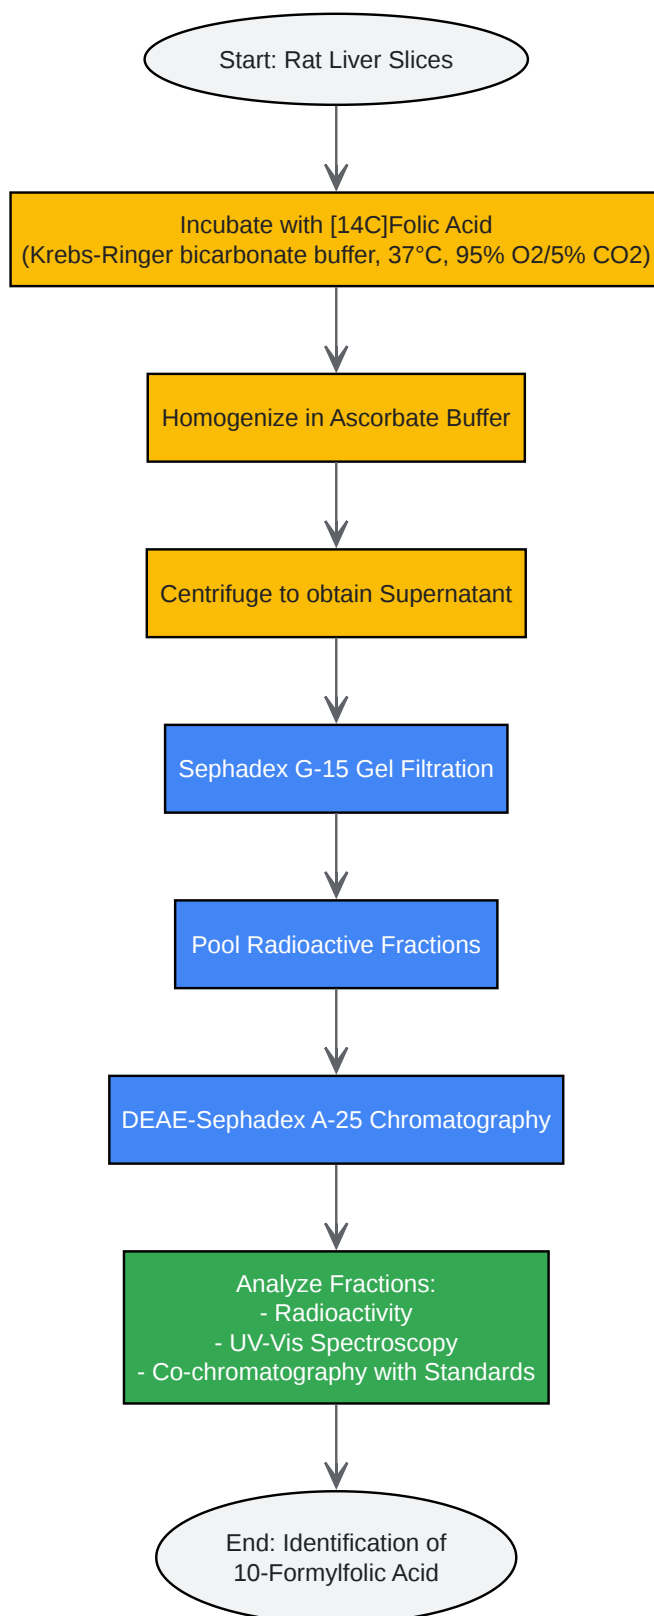 Start: Rat Liver Slices
Incubate with [14C]Folic Acid
(Krebs-Ringer bicarbonate buffer, 37°C, 95% O2/5% CO2)
Homogenize in Ascorbate Buffer
Centrifuge to obtain Supernatant
Sephadex G-15 Gel Filtration
Pool Radioactive Fractions
DEAE-Sephadex A-25 Chromatography
Analyze Fractions:
- Radioactivity
- UV-Vis Spectroscopy
- Co-chromatography with Standards
End: Identification of
10-Formylfolic Acid